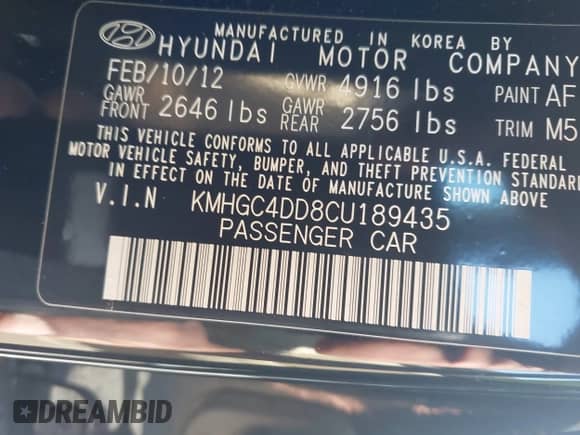 MANUFACTURED IN KOREA BY
HYUNDAI MOTOR COMPANY
FEB/10/12 GVWR 4916 lbs PAINT AF
GAWR FRONT 2646 lbs GAWR REAR 2756 lbs TRIM M5
THIS VEHICLE CONFORMS TO ALL APPLICABLE U.S.A. FEDERAL
MOTOR VEHICLE SAFETY, BUMPER, AND THEFT PREVENTION STANDAR
IN EFFECT ON THE DATE OF MANUFACTURE SHOWN ABOVE
V.I.N KMHGC4DD8CU189435
PASSENGER CAR
DREAMBID